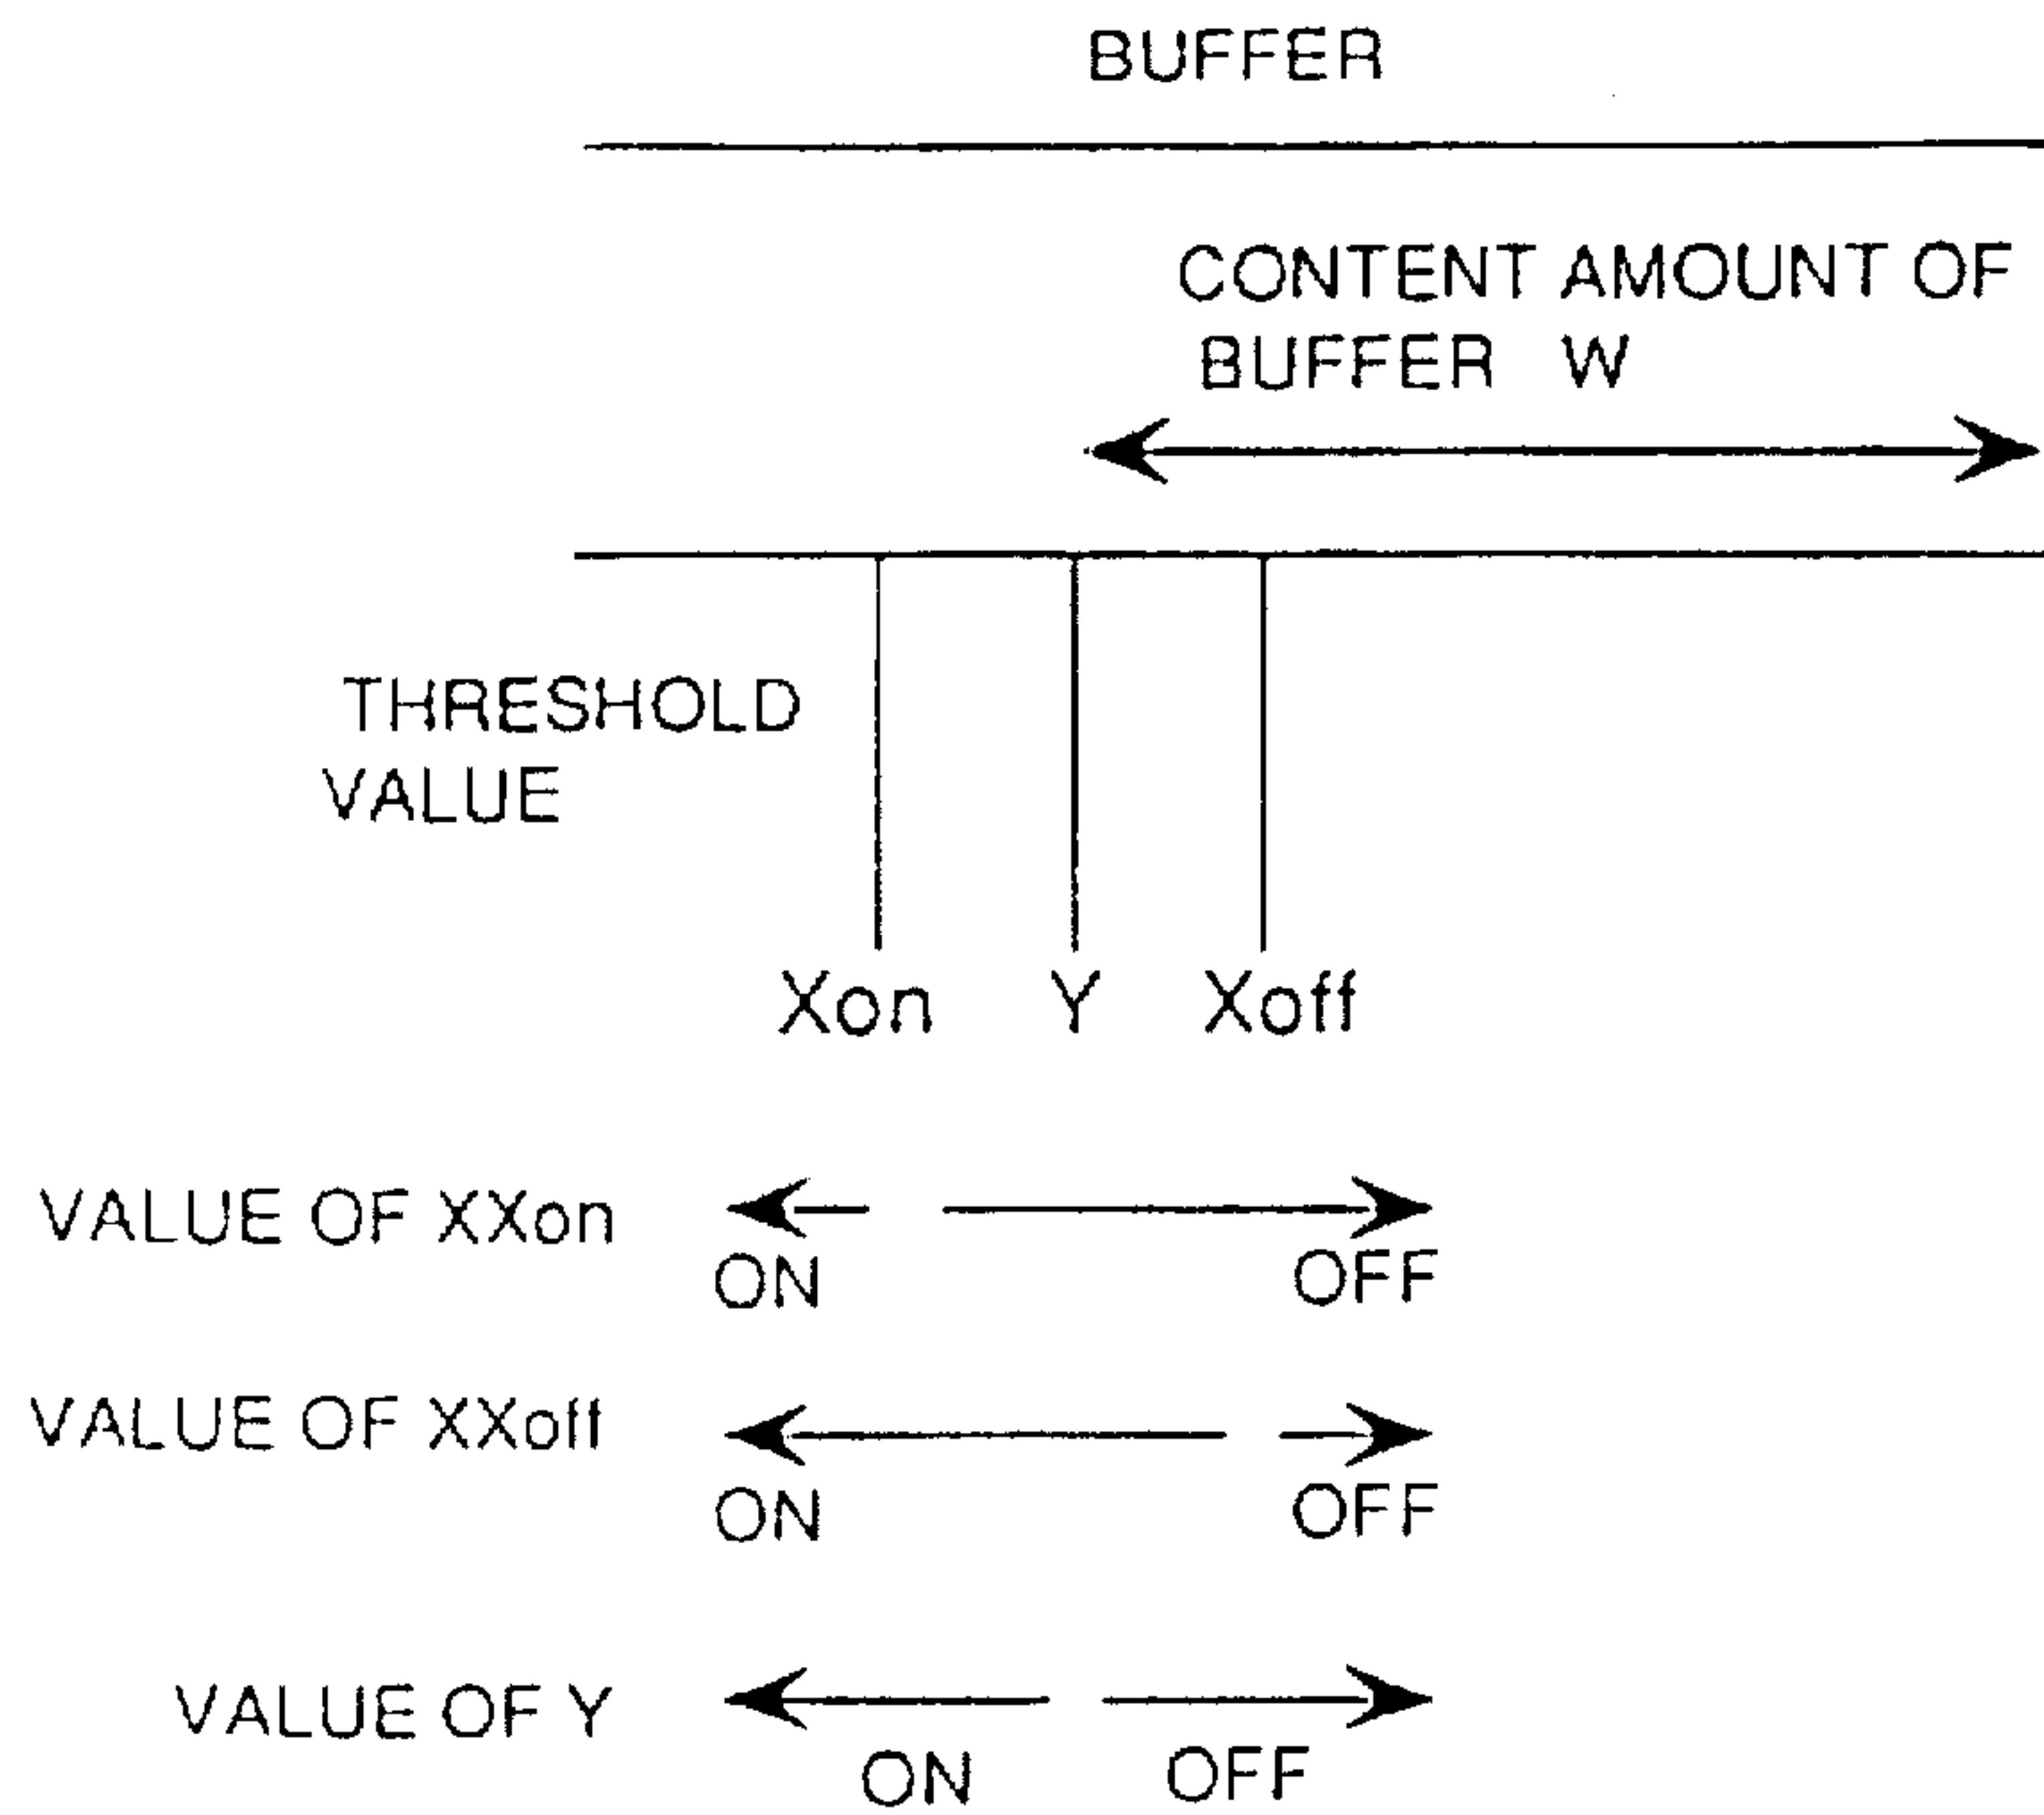 BUFFER
CONTENT AMOUNT OF
BUFFER W
THRESHOLD
VALUE
Xon Y Xoff
VALUE OF XXon
ON OFF
VALUE OF XXoff
ON OFF
VALUE OF Y
ON OFF